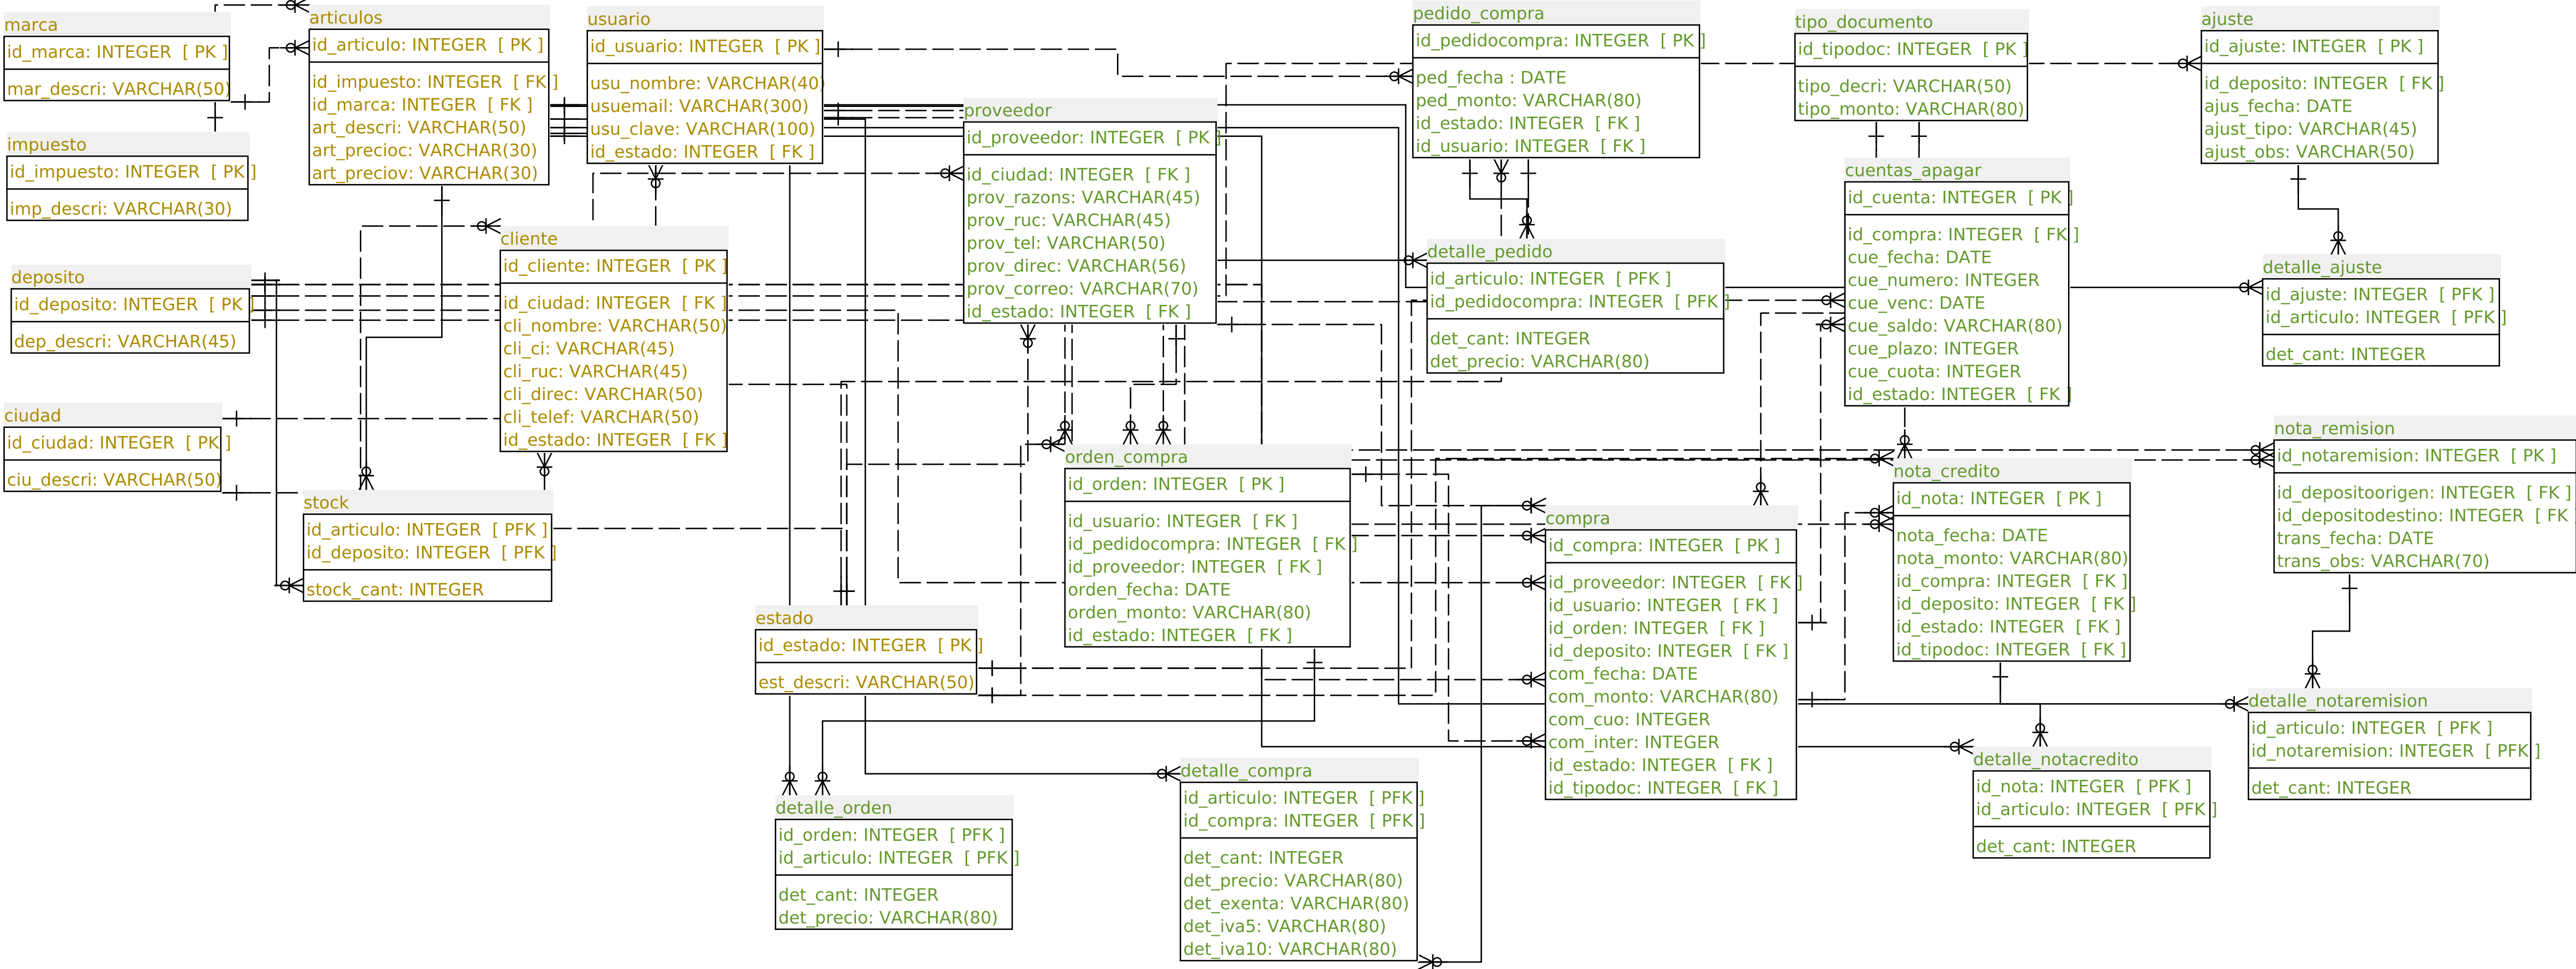 marca
id_marca: INTEGER [ PK ]
mar_descri: VARCHAR(50)
impuesto
id_impuesto: INTEGER [ PK ]
imp_descri: VARCHAR(30)
deposito
id_deposito: INTEGER [ PK ]
dep_descri: VARCHAR(45)
ciudad
id_ciudad: INTEGER [ PK ]
ciu_descri: VARCHAR(50)
articulos
id_articulo: INTEGER [ PK ]
id_impuesto: INTEGER [ FK ]
id_marca: INTEGER [ FK ]
art_descri: VARCHAR(50)
art_precioc: VARCHAR(30)
art_preciov: VARCHAR(30)
usuario
id_usuario: INTEGER [ PK ]
usu_nombre: VARCHAR(40)
usuemail: VARCHAR(300)
usu_clave: VARCHAR(100)
id_estado: INTEGER [ FK ]
cliente
id_cliente: INTEGER [ PK ]
id_ciudad: INTEGER [ FK ]
cli_nombre: VARCHAR(50)
cli_ci: VARCHAR(45)
cli_ruc: VARCHAR(45)
cli_direc: VARCHAR(50)
cli_telef: VARCHAR(50)
id_estado: INTEGER [ FK ]
stock
id_articulo: INTEGER [ PFK ]
id_deposito: INTEGER [ PFK ]
stock_cant: INTEGER
estado
id_estado: INTEGER [ PK ]
est_descri: VARCHAR(50)
proveedor
id_proveedor: INTEGER [ PK ]
id_ciudad: INTEGER [ FK ]
prov_razons: VARCHAR(45)
prov_ruc: VARCHAR(45)
prov_tel: VARCHAR(50)
prov_direc: VARCHAR(56)
prov_correo: VARCHAR(70)
id_estado: INTEGER [ FK ]
orden_compra
id_orden: INTEGER [ PK ]
id_usuario: INTEGER [ FK ]
id_pedidocompra: INTEGER [ FK ]
id_proveedor: INTEGER [ FK ]
orden_fecha: DATE
orden_monto: VARCHAR(80)
id_estado: INTEGER [ FK ]
detalle_orden
id_orden: INTEGER [ PFK ]
id_articulo: INTEGER [ PFK ]
det_cant: INTEGER
det_precio: VARCHAR(80)
detalle_compra
id_articulo: INTEGER [ PFK ]
id_compra: INTEGER [ PFK ]
det_cant: INTEGER
det_precio: VARCHAR(80)
det_exenta: VARCHAR(80)
det_iva5: VARCHAR(80)
det_iva10: VARCHAR(80)
pedido_compra
id_pedidocompra: INTEGER [ PK ]
ped_fecha : DATE
ped_monto: VARCHAR(80)
id_estado: INTEGER [ FK ]
id_usuario: INTEGER [ FK ]
detalle_pedido
id_articulo: INTEGER [ PFK ]
id_pedidocompra: INTEGER [ PFK ]
det_cant: INTEGER
det_precio: VARCHAR(80)
compra
id_compra: INTEGER [ PK ]
id_proveedor: INTEGER [ FK ]
id_usuario: INTEGER [ FK ]
id_orden: INTEGER [ FK ]
id_deposito: INTEGER [ FK ]
com_fecha: DATE
com_monto: VARCHAR(80)
com_cuo: INTEGER
com_inter: INTEGER
id_estado: INTEGER [ FK ]
id_tipodoc: INTEGER [ FK ]
tipo_documento
id_tipodoc: INTEGER [ PK ]
tipo_decri: VARCHAR(50)
tipo_monto: VARCHAR(80)
cuentas_apagar
id_cuenta: INTEGER [ PK ]
id_compra: INTEGER [ FK ]
cue_fecha: DATE
cue_numero: INTEGER
cue_venc: DATE
cue_saldo: VARCHAR(80)
cue_plazo: INTEGER
cue_cuota: INTEGER
id_estado: INTEGER [ FK ]
nota_credito
id_nota: INTEGER [ PK ]
nota_fecha: DATE
nota_monto: VARCHAR(80)
id_compra: INTEGER [ FK ]
id_deposito: INTEGER [ FK ]
id_estado: INTEGER [ FK ]
id_tipodoc: INTEGER [ FK ]
detalle_notacredito
id_nota: INTEGER [ PFK ]
id_articulo: INTEGER [ PFK ]
det_cant: INTEGER
ajuste
id_ajuste: INTEGER [ PK ]
id_deposito: INTEGER [ FK ]
ajus_fecha: DATE
ajust_tipo: VARCHAR(45)
ajust_obs: VARCHAR(50)
detalle_ajuste
id_ajuste: INTEGER [ PFK ]
id_articulo: INTEGER [ PFK ]
det_cant: INTEGER
nota_remision
id_notaremision: INTEGER [ PK ]
id_depositoorigen: INTEGER [ FK ]
id_depositodestino: INTEGER [ FK
trans_fecha: DATE
trans_obs: VARCHAR(70)
detalle_notaremision
id_articulo: INTEGER [ PFK ]
id_notaremision: INTEGER [ PFK ]
det_cant: INTEGER